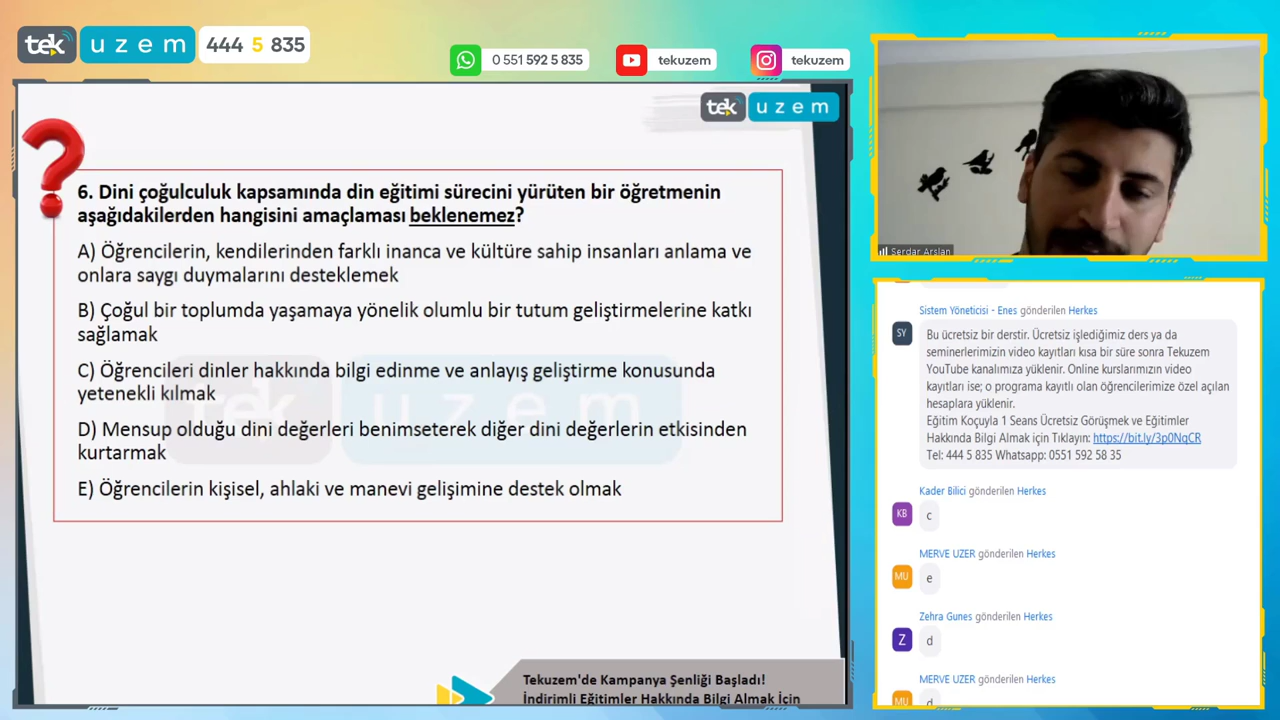 tek uzem 444 5 835
0 551 592 5 835 tekuzem tekuzem
tek uzem
6. Dini çoğulculuk kapsamında din eğitimi sürecini yürüten bir öğretmenin
aşağıdakilerden hangisini amaçlaması beklenemez?
A) Öğrencilerin, kendilerinden farklı inanca ve kültüre sahip insanları anlama ve
onlara saygı duymalarını desteklemek
B) Çoğul bir toplumda yaşamaya yönelik olumlu bir tutum geliştirmelerine katkı
sağlamak
C) Öğrencileri dinler hakkında bilgi edinme ve anlayış geliştirme konusunda
yetenekli kılmak
D) Mensup olduğu dini değerleri benimseterek diğer dini değerlerin etkisinden
kurtarmak
E) Öğrencilerin kişisel, ahlaki ve manevi gelişimine destek olmak
tek uzem
Tekuzem'de Kampanya Şenliği Başladı!
İndirimli Eğitimler Hakkında Bilgi Almak İçin
Serdar Arslan
Sistem Yöneticisi - Enes gönderilen Herkes
SY
Bu ücretsiz bir derstir. Ücretsiz işlediğimiz ders ya da
seminerlerimizin video kayıtları kısa bir süre sonra Tekuzem
YouTube kanalımıza yüklenir. Online kurslarımızın video
kayıtları ise; o programa kayıtlı olan öğrencilerimize özel açılan
hesaplara yüklenir.
Eğitim Koçuyla 1 Seans Ücretsiz Görüşmek ve Eğitimler
Hakkında Bilgi Almak için Tıklayın: https://bit.ly/3p0NqCR
Tel: 444 5 835 Whatsapp: 0551 592 58 35
Kader Bilici gönderilen Herkes
KB c
MERVE UZER gönderilen Herkes
MU e
Zehra Gunes gönderilen Herkes
Z d
MERVE UZER gönderilen Herkes
MU d